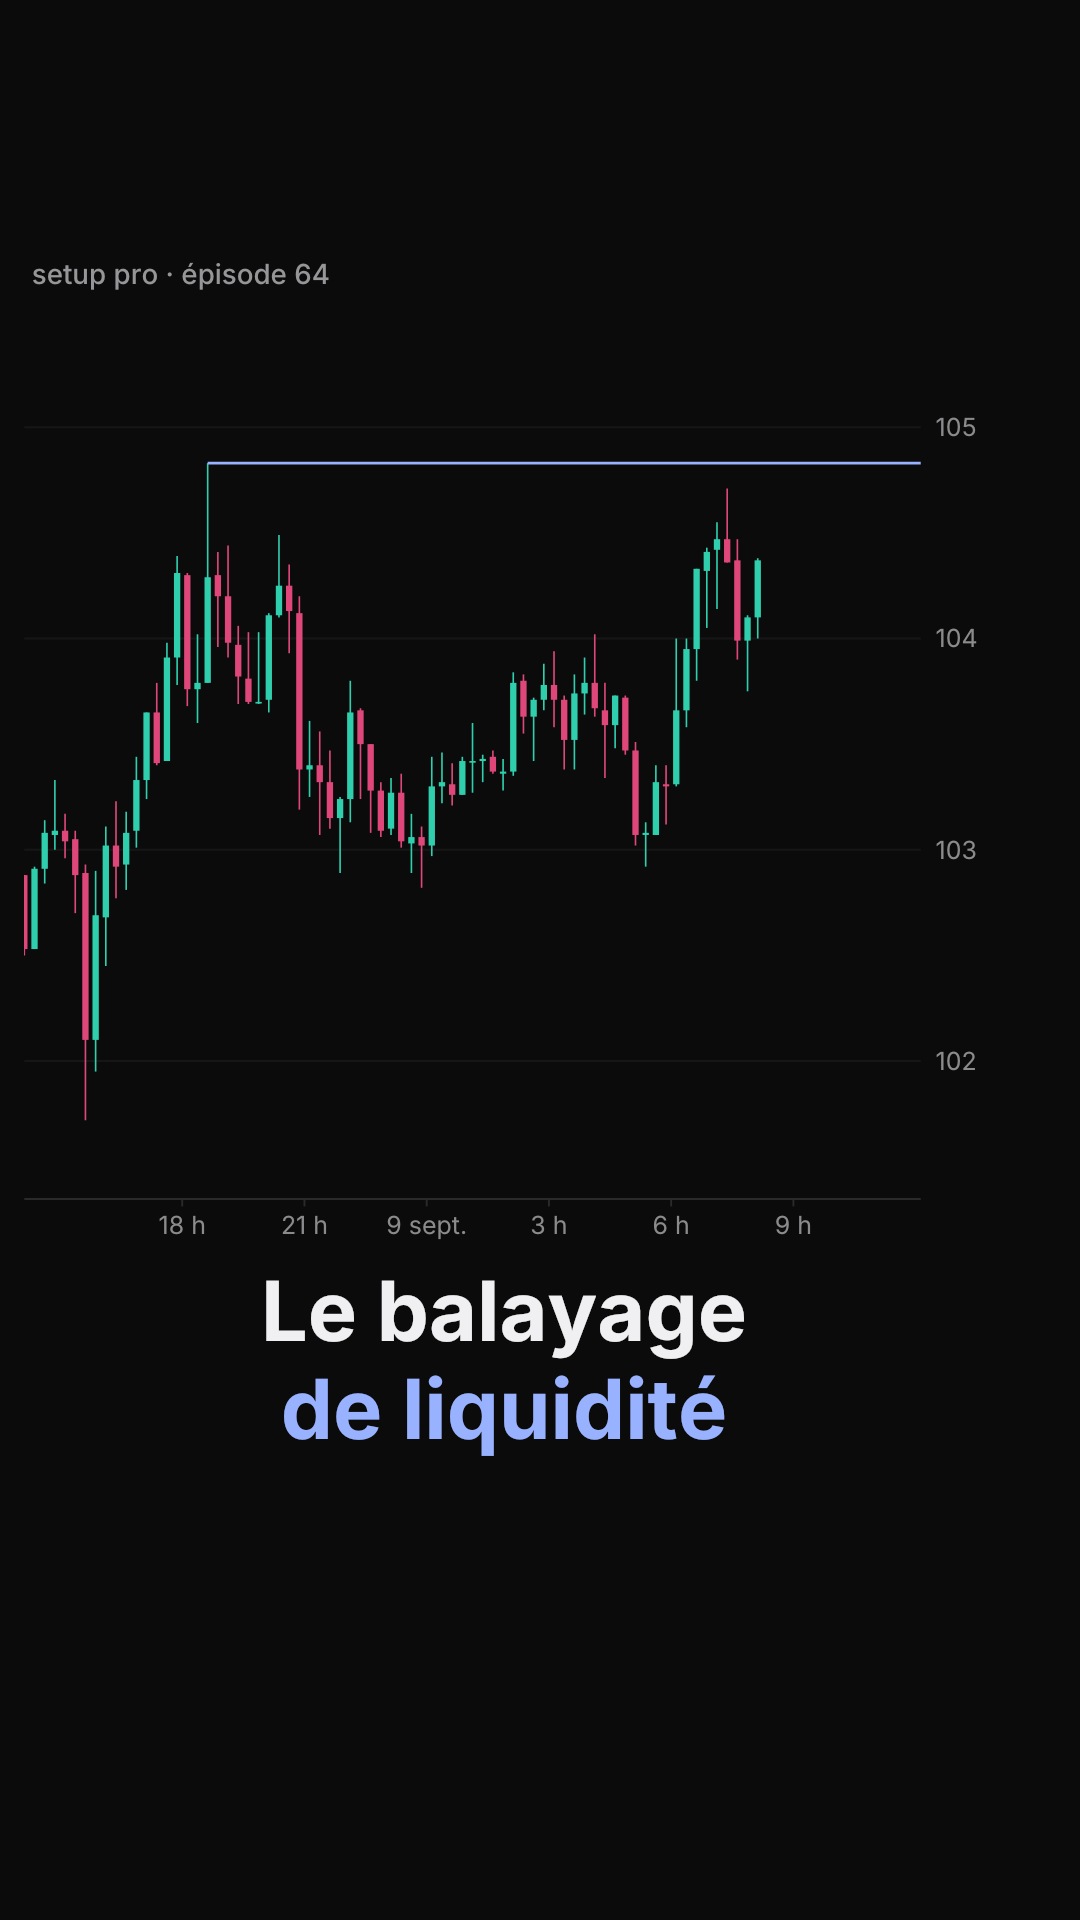 setup pro · épisode 64
105
104
103
102
18 h
21 h
9 sept.
3 h
6 h
9 h
Le balayage
de liquidité